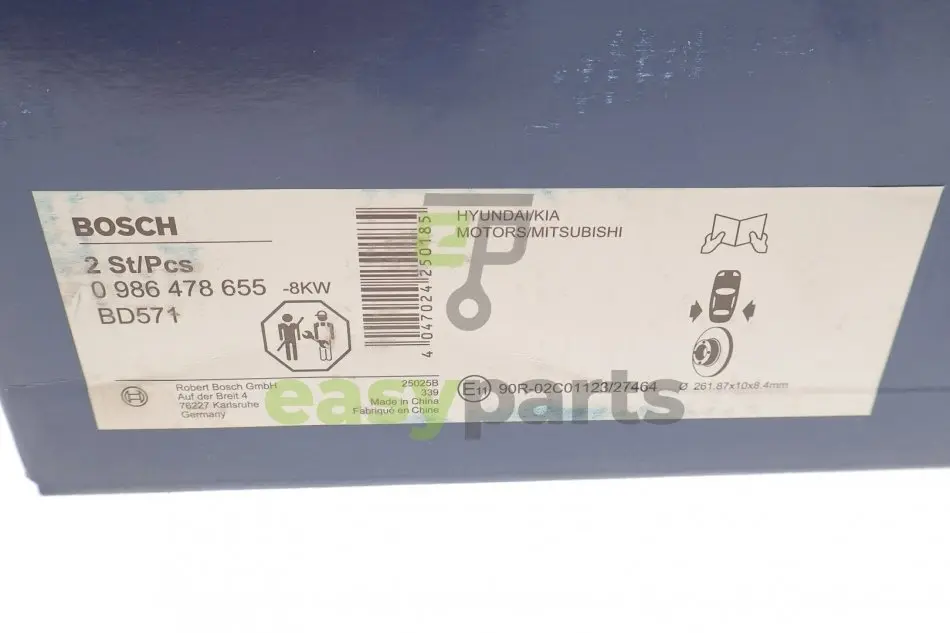 BOSCH
2 St/Pcs
0 986 478 655 -8KW
BD571
4 047024 250185
HYUNDAI/KIA
MOTORS/MITSUBISHI
Robert Bosch GmbH
Auf der Breit 4
76227 Karlsruhe
Germany
25025B
339
Made in China
Fabriqué en Chine
E11 90R-02C01123/27464
Ø 261.87x10x8.4mm
EP
easyparts